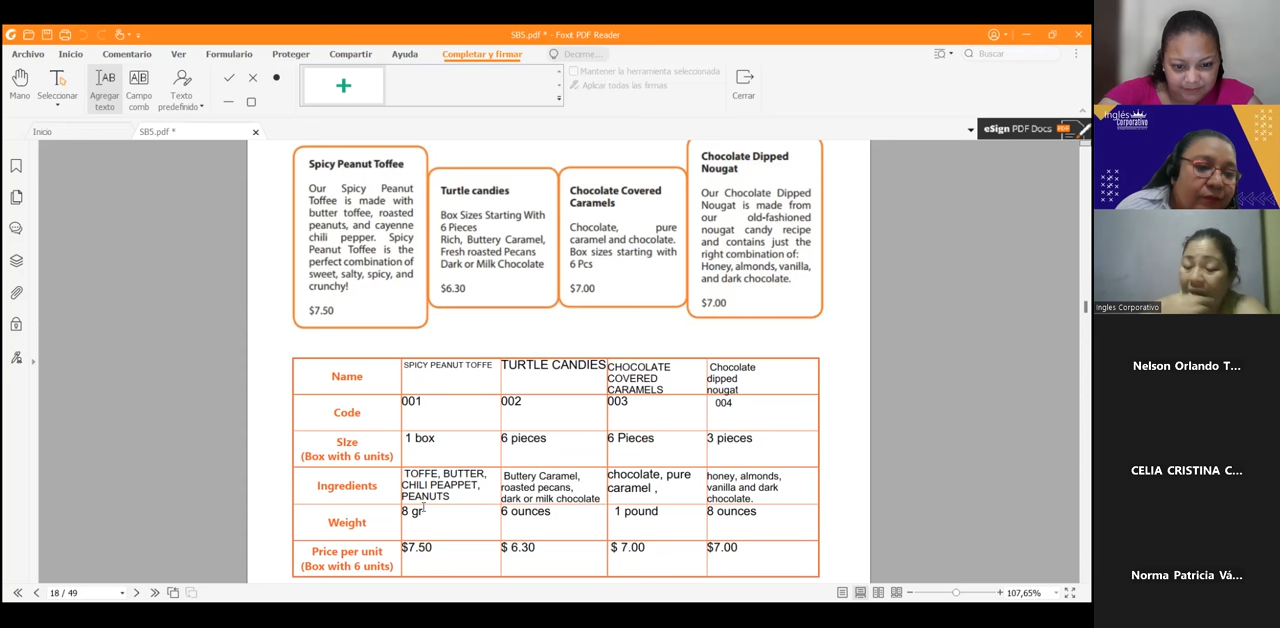 SB5.pdf * - Foxit PDF Reader
Archivo Inicio Comentario Ver Formulario Proteger Compartir Ayuda Completar y firmar Decirme... Buscar
Mano Seleccionar Agregar texto Campo comb Texto predefinido
Mantener la herramienta seleccionada
Aplicar todas las firmas
Cerrar
Inicio SB5.pdf * eSign PDF Docs
Spicy Peanut Toffee
Our Spicy Peanut
Toffee is made with
butter toffee, roasted
peanuts, and cayenne
chili pepper. Spicy
Peanut Toffee is the
perfect combination of
sweet, salty, spicy, and
crunchy!
$7.50
Turtle candies
Box Sizes Starting With
6 Pieces
Rich, Buttery Caramel,
Fresh roasted Pecans
Dark or Milk Chocolate
$6.30
Chocolate Covered
Caramels
Chocolate, pure
caramel and chocolate.
Box sizes starting with
6 Pcs
$7.00
Chocolate Dipped
Nougat
Our Chocolate Dipped
Nougat is made from
our old-fashioned
nougat candy recipe
and contains just the
right combination of:
Honey, almonds, vanilla,
and dark chocolate.
$7.00
Name
SPICY PEANUT TOFFE
TURTLE CANDIES
CHOCOLATE
COVERED
CARAMELS
Chocolate
dipped
nougat
Code
001
002
003
004
SIze
(Box with 6 units)
1 box
6 pieces
6 Pieces
3 pieces
Ingredients
TOFFE, BUTTER,
CHILI PEAPPET,
PEANUTS
Buttery Caramel,
roasted pecans,
dark or milk chocolate
chocolate, pure
caramel ,
honey, almonds,
vanilla and dark
chocolate.
Weight
8 gr
6 ounces
1 pound
8 ounces
Price per unit
(Box with 6 units)
$7.50
$ 6.30
$ 7.00
$7.00
18 / 49
107,65%
Inglés
Corporativo
Ingles Corporativo
Nelson Orlando T...
CELIA CRISTINA C...
Norma Patricia Vá...